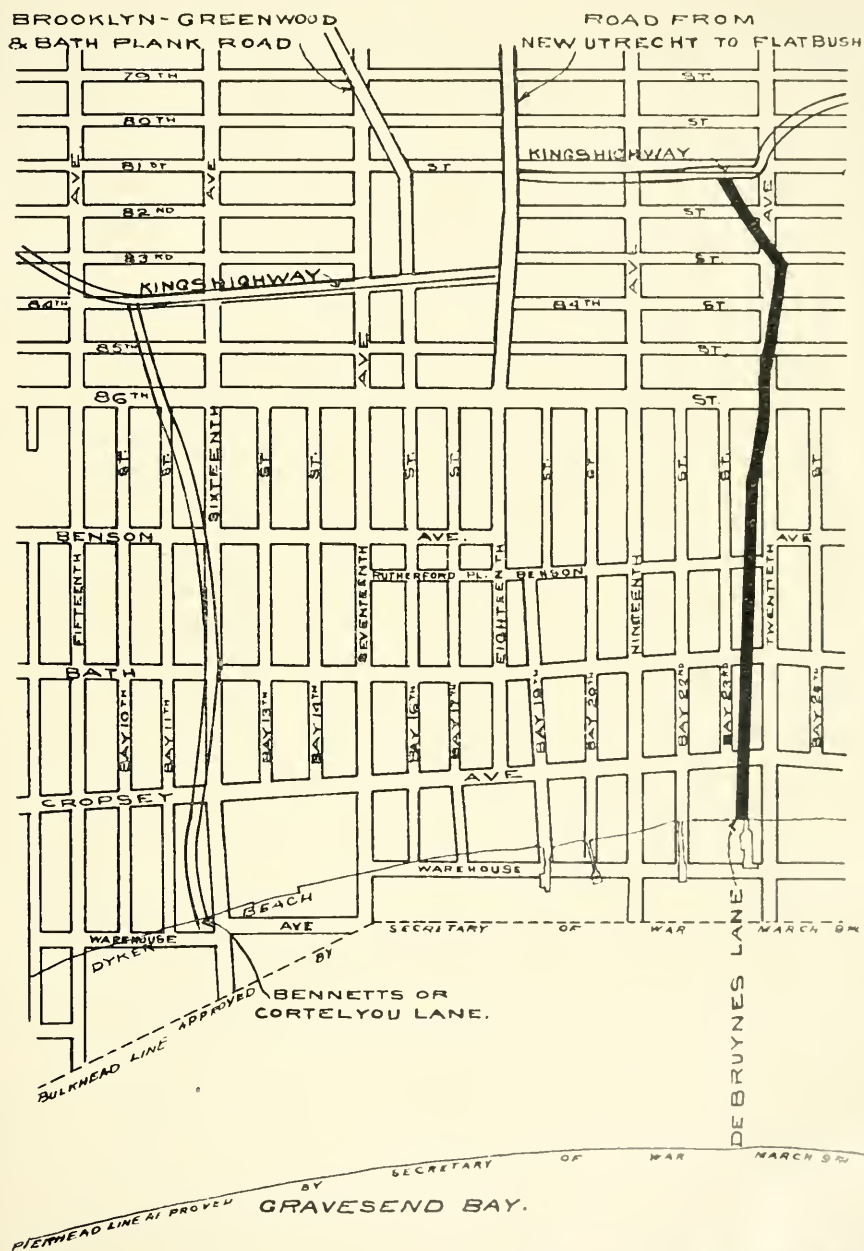 BROOKLYN-GREENWOOD
& BATH PLANK ROAD
ROAD FROM
NEW UTRECHT TO FLATBUSH
79TH ST.
80TH ST
KINGSHIGHWAY
81ST ST
AVE
AVE
AVE
82ND ST
83RD ST.
KINGSHIGHWAY
AVE
84TH
84TH ST
AVE
85TH ST.
86TH ST.
ST.
ST.
SIXTEENTH
ST
ST.
ST
ST.
ST
ST
ST.
ST.
ST
BENSON AVE. AVE
FIFTEENTH
SEVENTEENTH
RUTHERFORD PL.
EIGHTEENTH
BENSON
NINETEENTH
TWENTIETH
BATH
BAY 10TH
BAY 11TH
BAY 13TH
BAY 14TH
BAY 16TH
BAY 17TH
BAY 19TH
BAY 20TH
BAY 22ND
BAY 23RD
BAY 24TH
AVE
CROPSEY
WAREHOUSE
BEACH
AVE
WAREHOUSE
DYKER
SECRETARY OF WAR MARCH 9TH
BULKHEAD LINE APPROVED BY
BENNETTS OR
CORTELYOU LANE.
DE BRUYNES LANE
PIERHEAD LINE APPROVED BY SECRETARY OF WAR MARCH 9TH
GRAVESEND BAY.